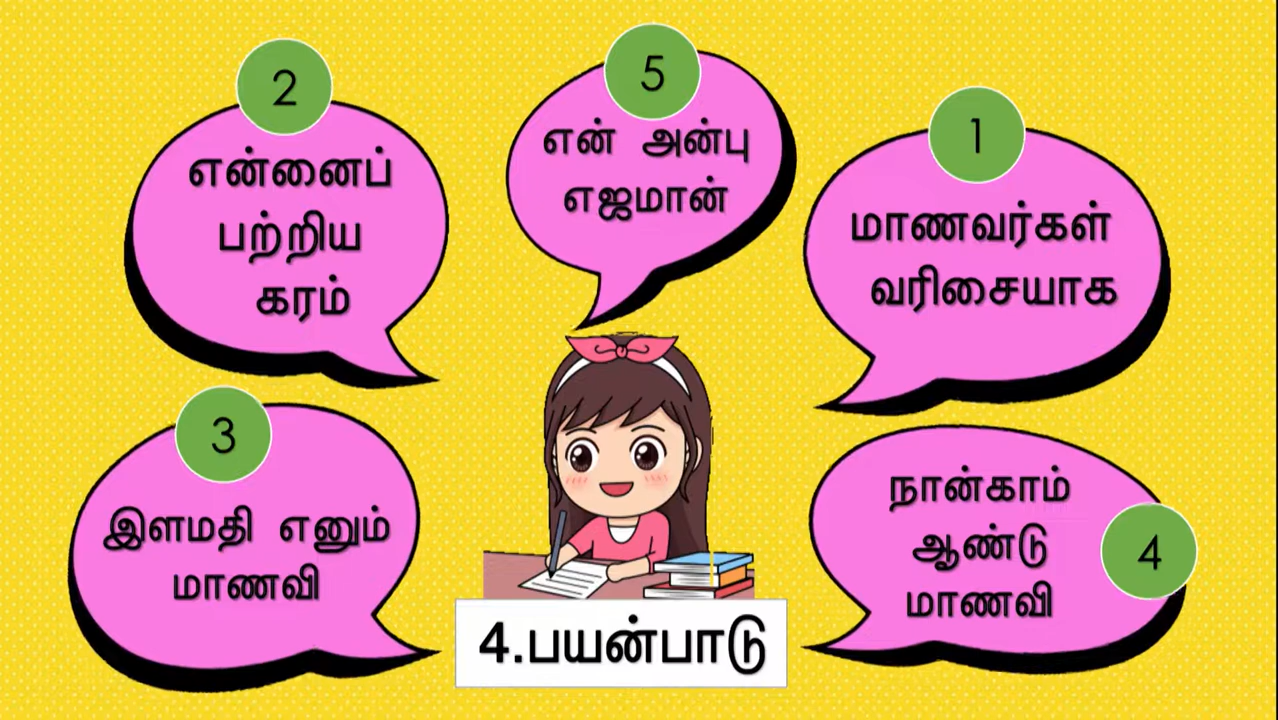 2
என்னைப்
பற்றிய
கரம்
5
என் அன்பு
எஜமான்
1
மாணவர்கள்
வரிசையாக
3
இளமதி எனும்
மாணவி
4
நான்காம்
ஆண்டு
மாணவி
4.பயன்பாடு